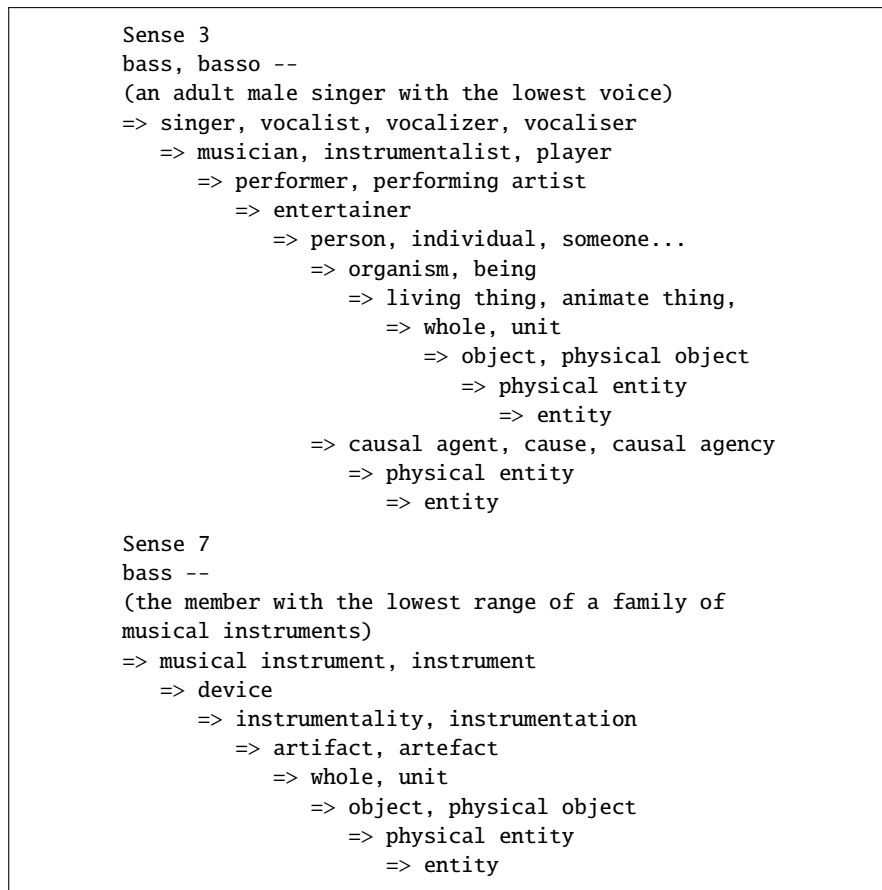 Sense 3
bass, basso --
(an adult male singer with the lowest voice)
=> singer, vocalist, vocalizer, vocaliser
=> musician, instrumentalist, player
=> performer, performing artist
=> entertainer
=> person, individual, someone...
=> organism, being
=> living thing, animate thing,
=> whole, unit
=> object, physical object
=> physical entity
=> entity
=> causal agent, cause, causal agency
=> physical entity
=> entity
Sense 7
bass --
(the member with the lowest range of a family of
musical instruments)
=> musical instrument, instrument
=> device
=> instrumentality, instrumentation
=> artifact, artefact
=> whole, unit
=> object, physical object
=> physical entity
=> entity